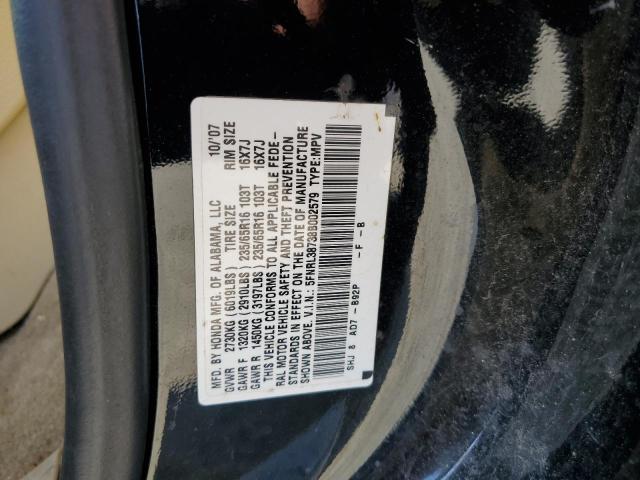 MFD. BY HONDA MFG. OF ALABAMA, LLC 10/'07
GVWR 2730KG (6019LBS) TIRE SIZE RIM SIZE
GAWR F 1320KG (2910LBS) 235/65R16 103T 16X7J
GAWR R 1450KG (3197LBS) 235/65R16 103T 16X7J
THIS VEHICLE CONFORMS TO ALL APPLICABLE FEDE-
RAL MOTOR VEHICLE SAFETY AND THEFT PREVENTION
STANDARDS IN EFFECT ON THE DATE OF MANUFACTURE
SHOWN ABOVE. V.I.N.: 5FNRL38738B002579 TYPE:MPV
SHJ 8 AD7 -B92P -F -B